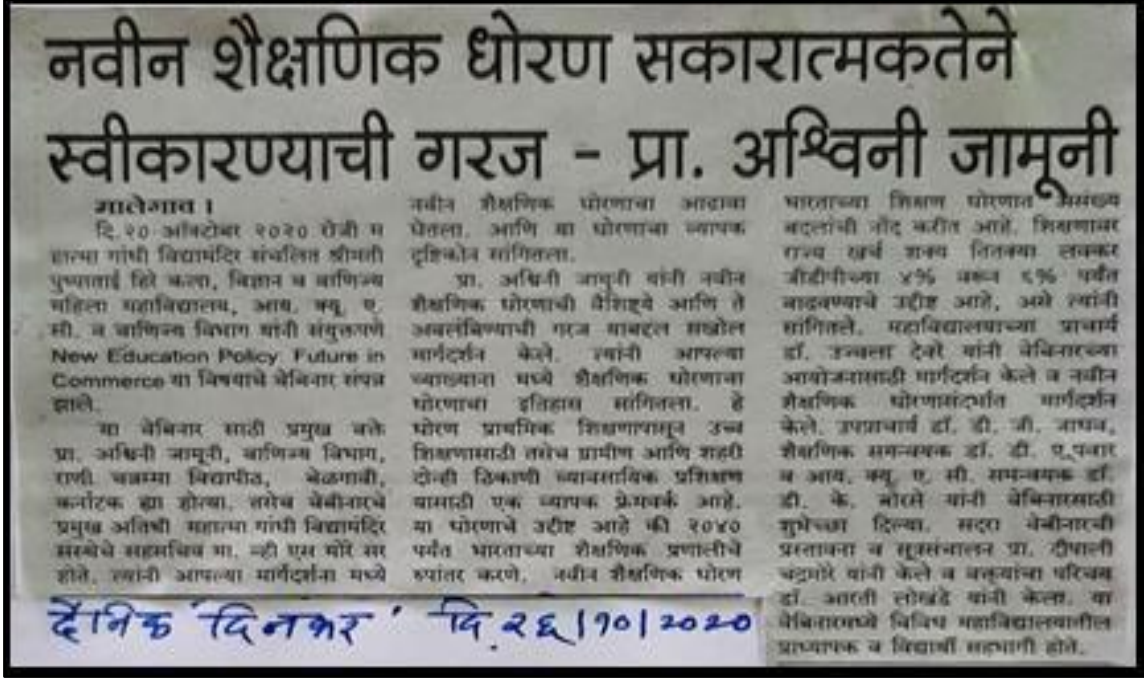 नवीन शैक्षणिक धोरण सकारात्मकतेने
स्वीकारण्याची गरज - प्रा. अश्विनी जामूनी
मालेगाव ।
दि.२० ऑक्टोबर २०२० रोजी म
हात्मा गांधी विद्यामंदिर संचलित श्रीमती
पुष्पाताई हिरे कला, विज्ञान व वाणिज्य
महिला महाविद्यालय, आय. क्यू. ए.
सी. व वाणिज्य विभाग यांनी संयुक्तपणे
New Education Policy Future in
Commerce या विषयाचे वेबिनार संपन्न
झाले.
या वेबिनार साठी प्रमुख वक्ते
प्रा. अश्विनी जामूनी, वाणिज्य विभाग,
राणी चन्नम्मा विद्यापीठ, बेळगावी,
कर्नाटक ह्या होत्या. तसेच वेबीनारचे
प्रमुख अतिथी महात्मा गांधी विद्यामंदिर
संस्थेचे सहसचिव मा. व्ही एस मोरे सर
होते. त्यांनी आपल्या मार्गदर्शना मध्ये
नवीन शैक्षणिक धोरणाचा आढावा
घेतला. आणि या धोरणाचा व्यापक
दृष्टिकोन सांगितला.
प्रा. अश्विनी जामूनी यांनी नवीन
शैक्षणिक धोरणाची वैशिष्ट्ये आणि ते
अवलंबिण्याची गरज याबद्दल सखोल
मार्गदर्शन केले. त्यांनी आपल्या
व्याख्याना मध्ये शैक्षणिक धोरणाचा
धोरणाचा इतिहास सांगितला. हे
धोरण प्राथमिक शिक्षणापासून उच्च
शिक्षणासाठी तसेच ग्रामीण आणि शहरी
दोन्ही ठिकाणी व्यावसायिक प्रशिक्षण
यासाठी एक व्यापक फ्रेमवर्क आहे.
या धोरणाचे उद्दीष्ट आहे की २०४०
पर्यंत भारताच्या शैक्षणिक प्रणालीचे
रुपांतर करणे. नवीन शैक्षणिक धोरण
भारताच्या शिक्षण धोरणात असंख्य
बदलांची नोंद करीत आहे. शिक्षणावर
राज्य खर्च शक्य तितक्या लवकर
जीडीपीच्या ४% वरून ६% पर्यंत
वाढवण्याचे उद्दीष्ट आहे, असे त्यांनी
सांगितले. महाविद्यालयाच्या प्राचार्य
डॉ. उज्वला देवरे यांनी वेबिनारच्या
आयोजनासाठी मार्गदर्शन केले व नवीन
शैक्षणिक धोरणासंदर्भात मार्गदर्शन
केले. उपप्राचार्य डॉ. डी. जी. जाधव,
शैक्षणिक समन्वयक डॉ. डी ए.पवार
व आय. क्यू. ए. सी. समन्वयक डॉ.
डी. के. बोरसे यांनी वेबिनारसाठी
शुभेच्छा दिल्या. सदरा वेबीनारची
प्रस्तावना व सूत्रसंचालन प्रा. दीपाली
चंद्रमोरे यांनी केले व वक्त्यांचा परिचय
डॉ. आरती लोखंडे यांनी केला. या
वेबिनारमध्ये विविध महाविद्यालयातील
प्राध्यापक व विद्यार्थी सहभागी होते.
दैनिक 'दिनकर' दि.२६/१०/२०२०